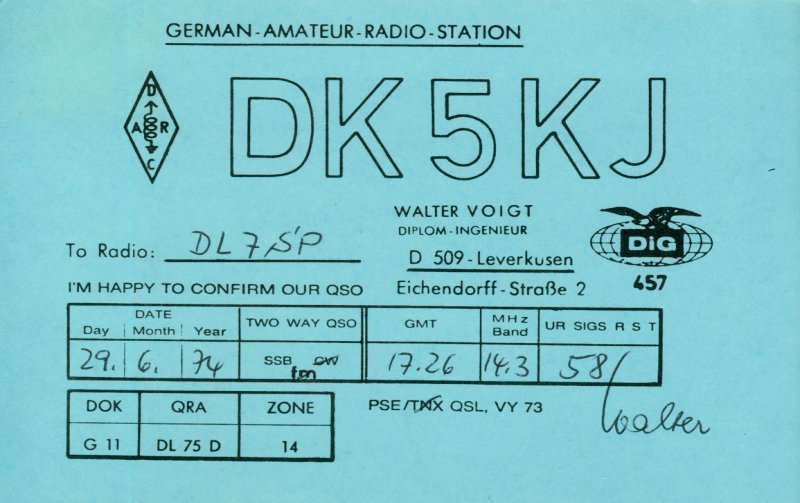 GERMAN-AMATEUR-RADIO-STATION
DARC
DK5KJ
WALTER VOIGT
DIPLOM-INGENIEUR
D 509-Leverkusen
Eichendorff-Straße 2
DIG
457
To Radio: DL7SP
I'M HAPPY TO CONFIRM OUR QSO
DATE
Day Month Year TWO WAY QSO GMT MHz Band UR SIGS R S T
29. 6. 74 SSB CW fm 17.26 14.3 58/
DOK QRA ZONE
G 11 DL 75 D 14
PSE/TNX QSL, VY 73
Walter